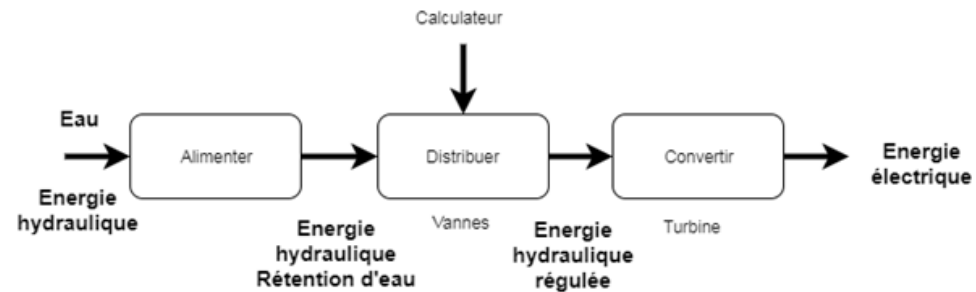 Calculateur
Eau
Alimenter
Distribuer
Convertir
Energie
électrique
Energie
hydraulique
Energie
hydraulique
Rétention d'eau
Vannes
Energie
hydraulique
régulée
Turbine